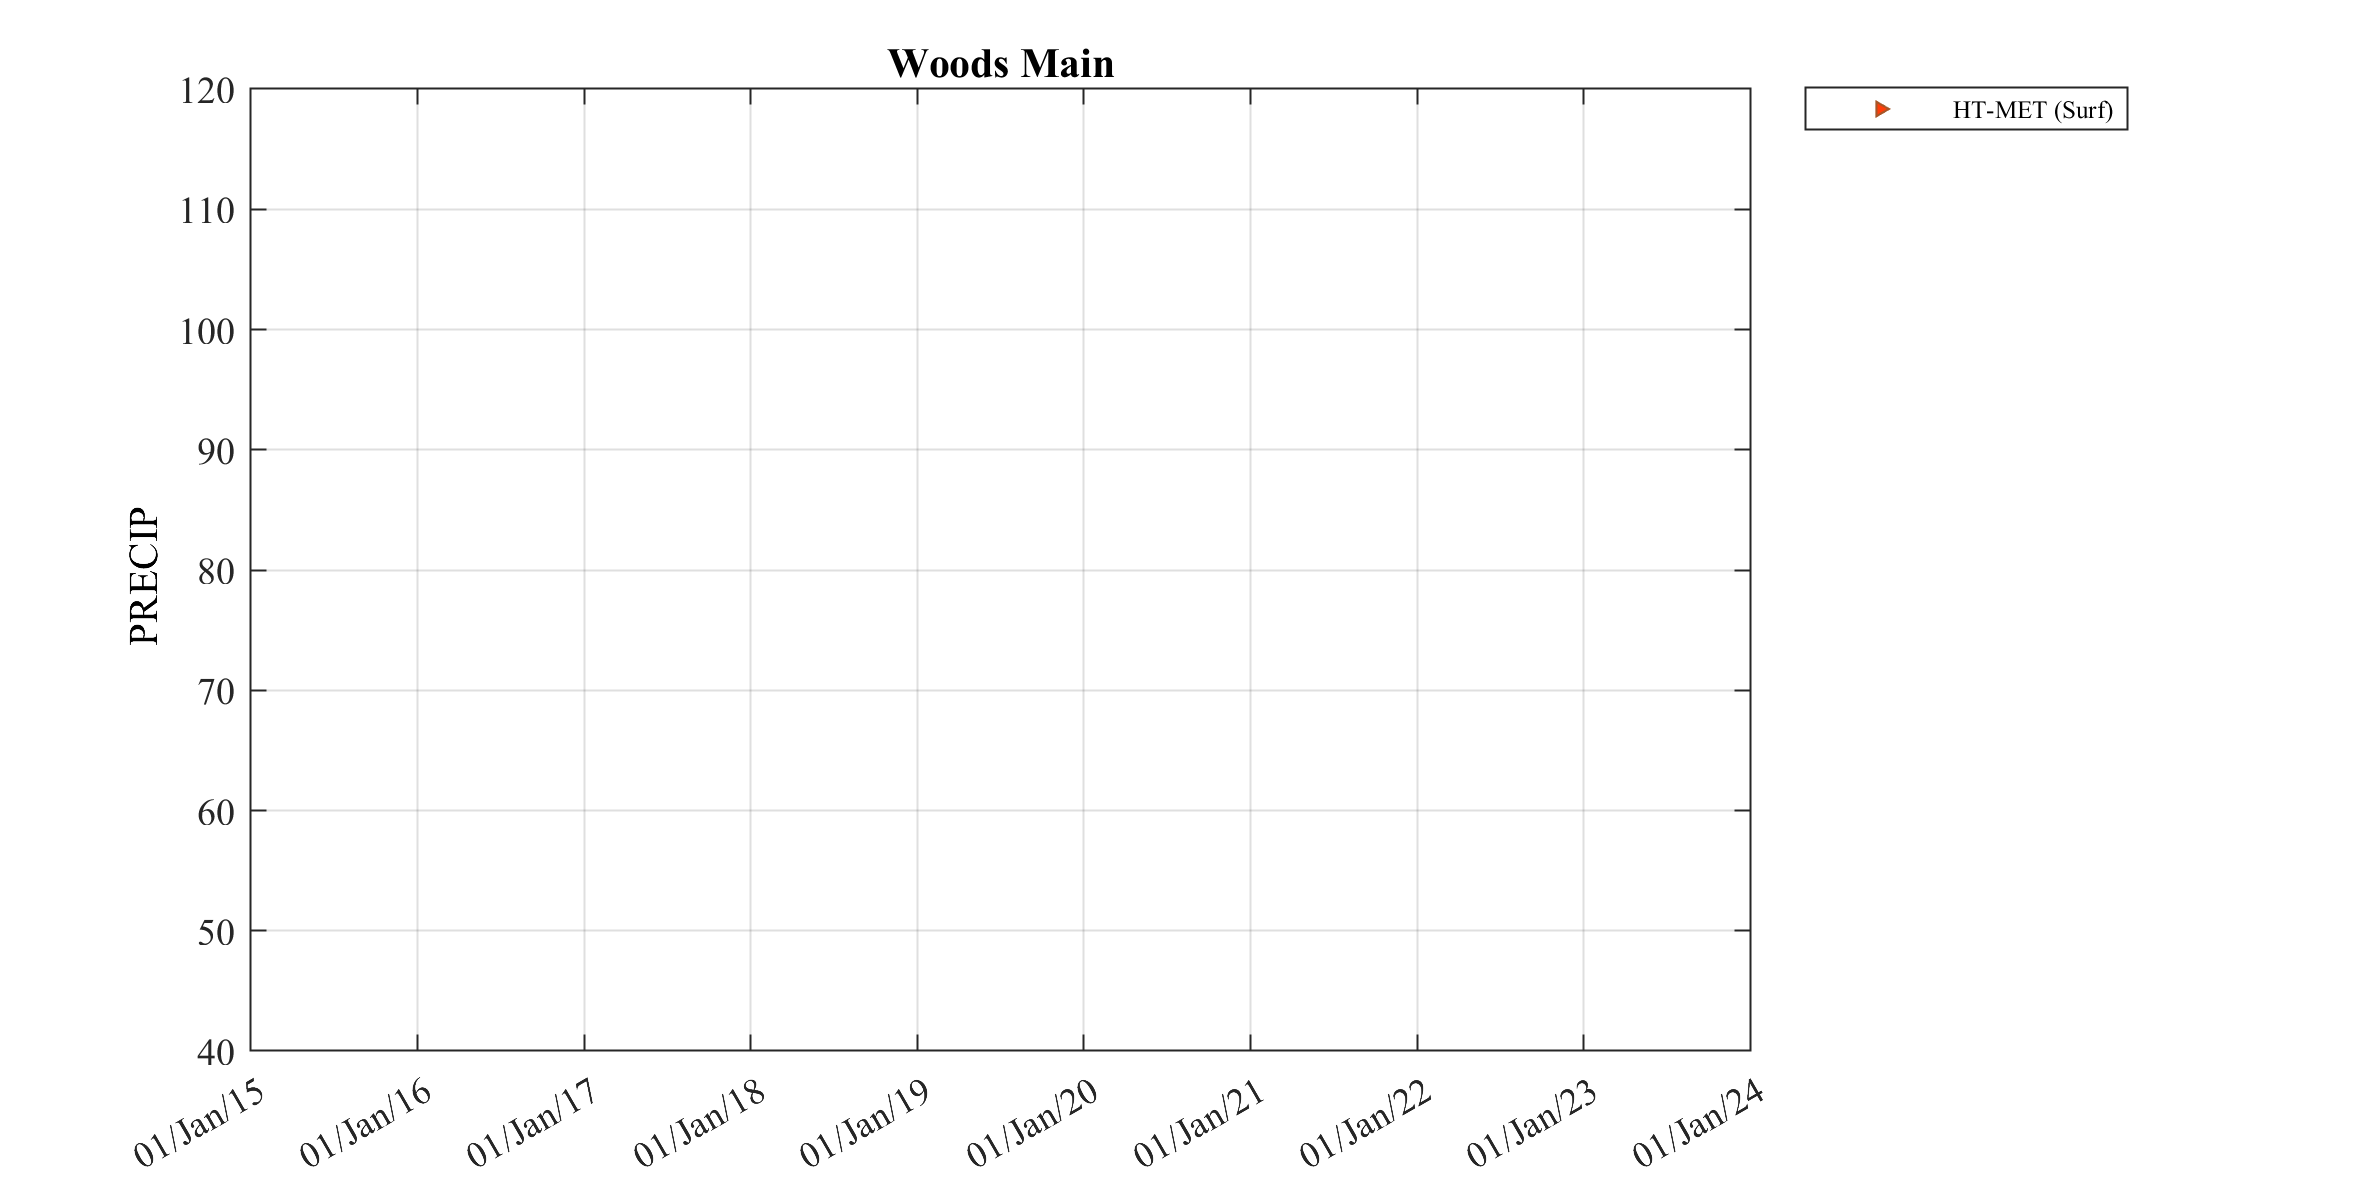 Woods Main
HT-MET (Surf)
PRECIP
120
110
100
90
80
70
60
50
40
01/Jan/15
01/Jan/16
01/Jan/17
01/Jan/18
01/Jan/19
01/Jan/20
01/Jan/21
01/Jan/22
01/Jan/23
01/Jan/24